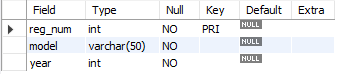 Field Type Null Key Default Extra
reg_num int NO PRI NULL
model varchar(50) NO NULL
year int NO NULL